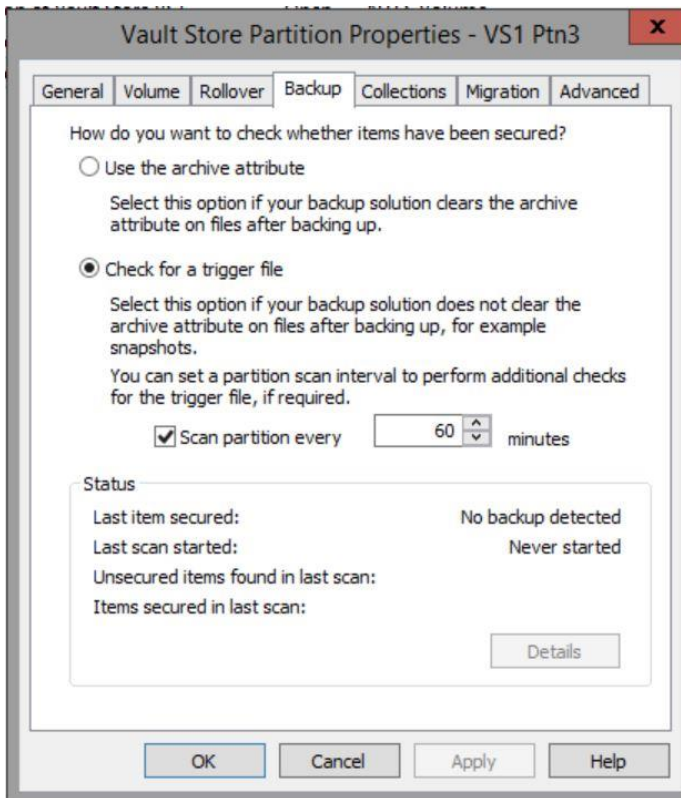 Vault Store Partition Properties - VS1 Ptn3
x
General Volume Rollover Backup Collections Migration Advanced
How do you want to check whether items have been secured?
Use the archive attribute
Select this option if your backup solution clears the archive
attribute on files after backing up.
Check for a trigger file
Select this option if your backup solution does not clear the
archive attribute on files after backing up, for example
snapshots.
You can set a partition scan interval to perform additional checks
for the trigger file, if required.
Scan partition every 60 minutes
Status
Last item secured: No backup detected
Last scan started: Never started
Unsecured items found in last scan:
Items secured in last scan:
Details
OK Cancel Apply Help